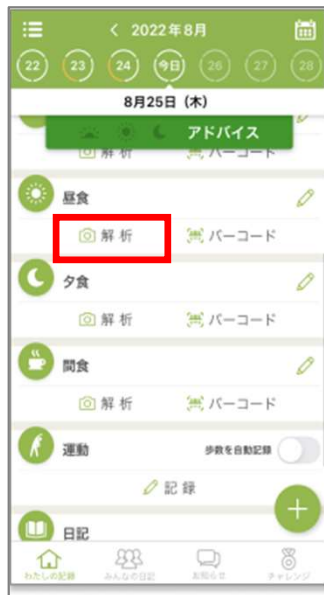 < 2022年8月
22 23 24 今日 26 27 28
8月25日 (木)
アドバイス
解析 バーコード
昼食
解析 バーコード
夕食
解析 バーコード
間食
解析 バーコード
運動 歩数を自動記録
記録
日記
わたしの記録 みんなの日記 お知らせ チャレンジ